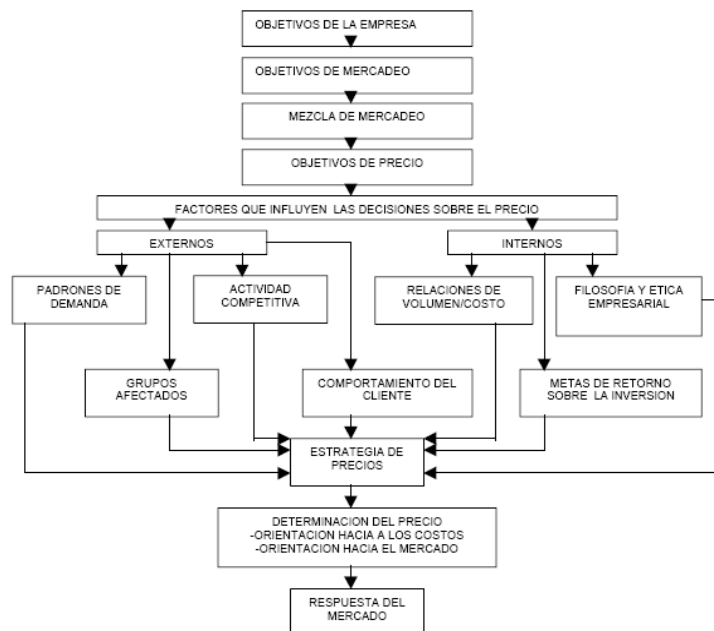 OBJETIVOS DE LA EMPRESA
OBJETIVOS DE MERCADEO
MEZCLA DE MERCADEO
OBJETIVOS DE PRECIO
FACTORES QUE INFLUYEN LAS DECISIONES SOBRE EL PRECIO
EXTERNOS
INTERNOS
PADRONES DE
DEMANDA
ACTIVIDAD
COMPETITIVA
RELACIONES DE
VOLUMEN/COSTO
FILOSOFIA Y ETICA
EMPRESARIAL
GRUPOS
AFECTADOS
COMPORTAMIENTO DEL
CLIENTE
METAS DE RETORNO
SOBRE LA INVERSION
ESTRATEGIA DE
PRECIOS
DETERMINACION DEL PRECIO
-ORIENTACION HACIA A LOS COSTOS
-ORIENTACION HACIA EL MERCADO
RESPUESTA DEL
MERCADO